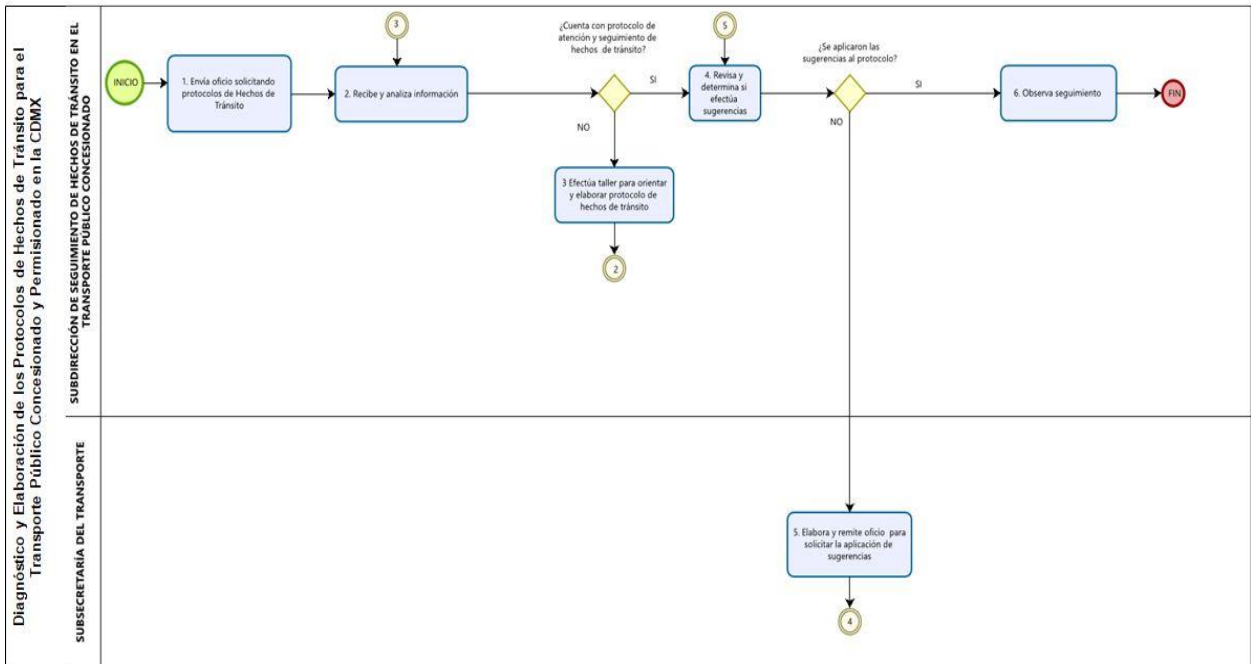 Diagnóstico y Elaboración de los Protocolos de Hechos de Tránsito para el
Transporte Público Concesionado y Permisionado en la CDMX
SUBDIRECCIÓN DE SEGUIMIENTO DE HECHOS DE TRÁNSITO EN EL
TRANSPORTE PÚBLICO CONCESIONADO
INICIO
1. Envía oficio solicitando
protocolos de Hechos de
Tránsito
3
2. Recibe y analiza información
¿Cuenta con protocolo de
atención y seguimiento de
hechos de tránsito?
SI
NO
3 Efectúa taller para orientar
y elaborar protocolo de
hechos de tránsito
2
5
4. Revisa y
determina si
efectúa
sugerencias
¿Se aplicaron las
sugerencias al protocolo?
SI
NO
6. Observa seguimiento
FIN
SUBSECRETARÍA DEL TRANSPORTE
5. Elabora y remite oficio para
solicitar la aplicación de
sugerencias
4